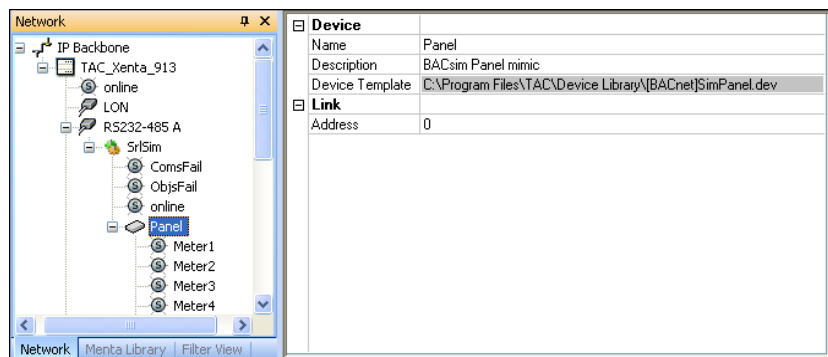 Network
IP Backbone
TAC_Xenta_913
online
LON
RS232-485 A
SrlSim
ComsFail
ObjsFail
online
Panel
Meter1
Meter2
Meter3
Meter4
Network Menta Library Filter View
Device
Name Panel
Description BACsim Panel mimic
Device Template C:\Program Files\TAC\Device Library\[BACnet]SimPanel.dev
Link
Address 0